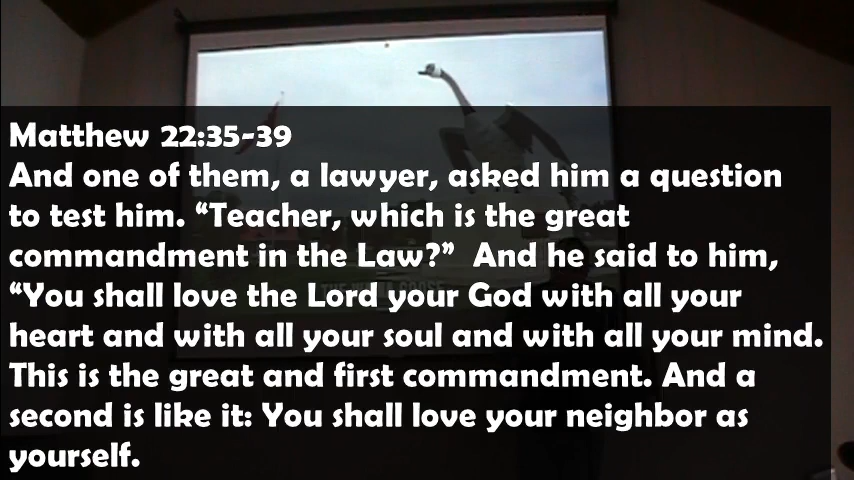 Matthew 22:35-39
And one of them, a lawyer, asked him a question
to test him. “Teacher, which is the great
commandment in the Law?”  And he said to him,
“You shall love the Lord your God with all your
heart and with all your soul and with all your mind.
This is the great and first commandment. And a
second is like it: You shall love your neighbor as
yourself.